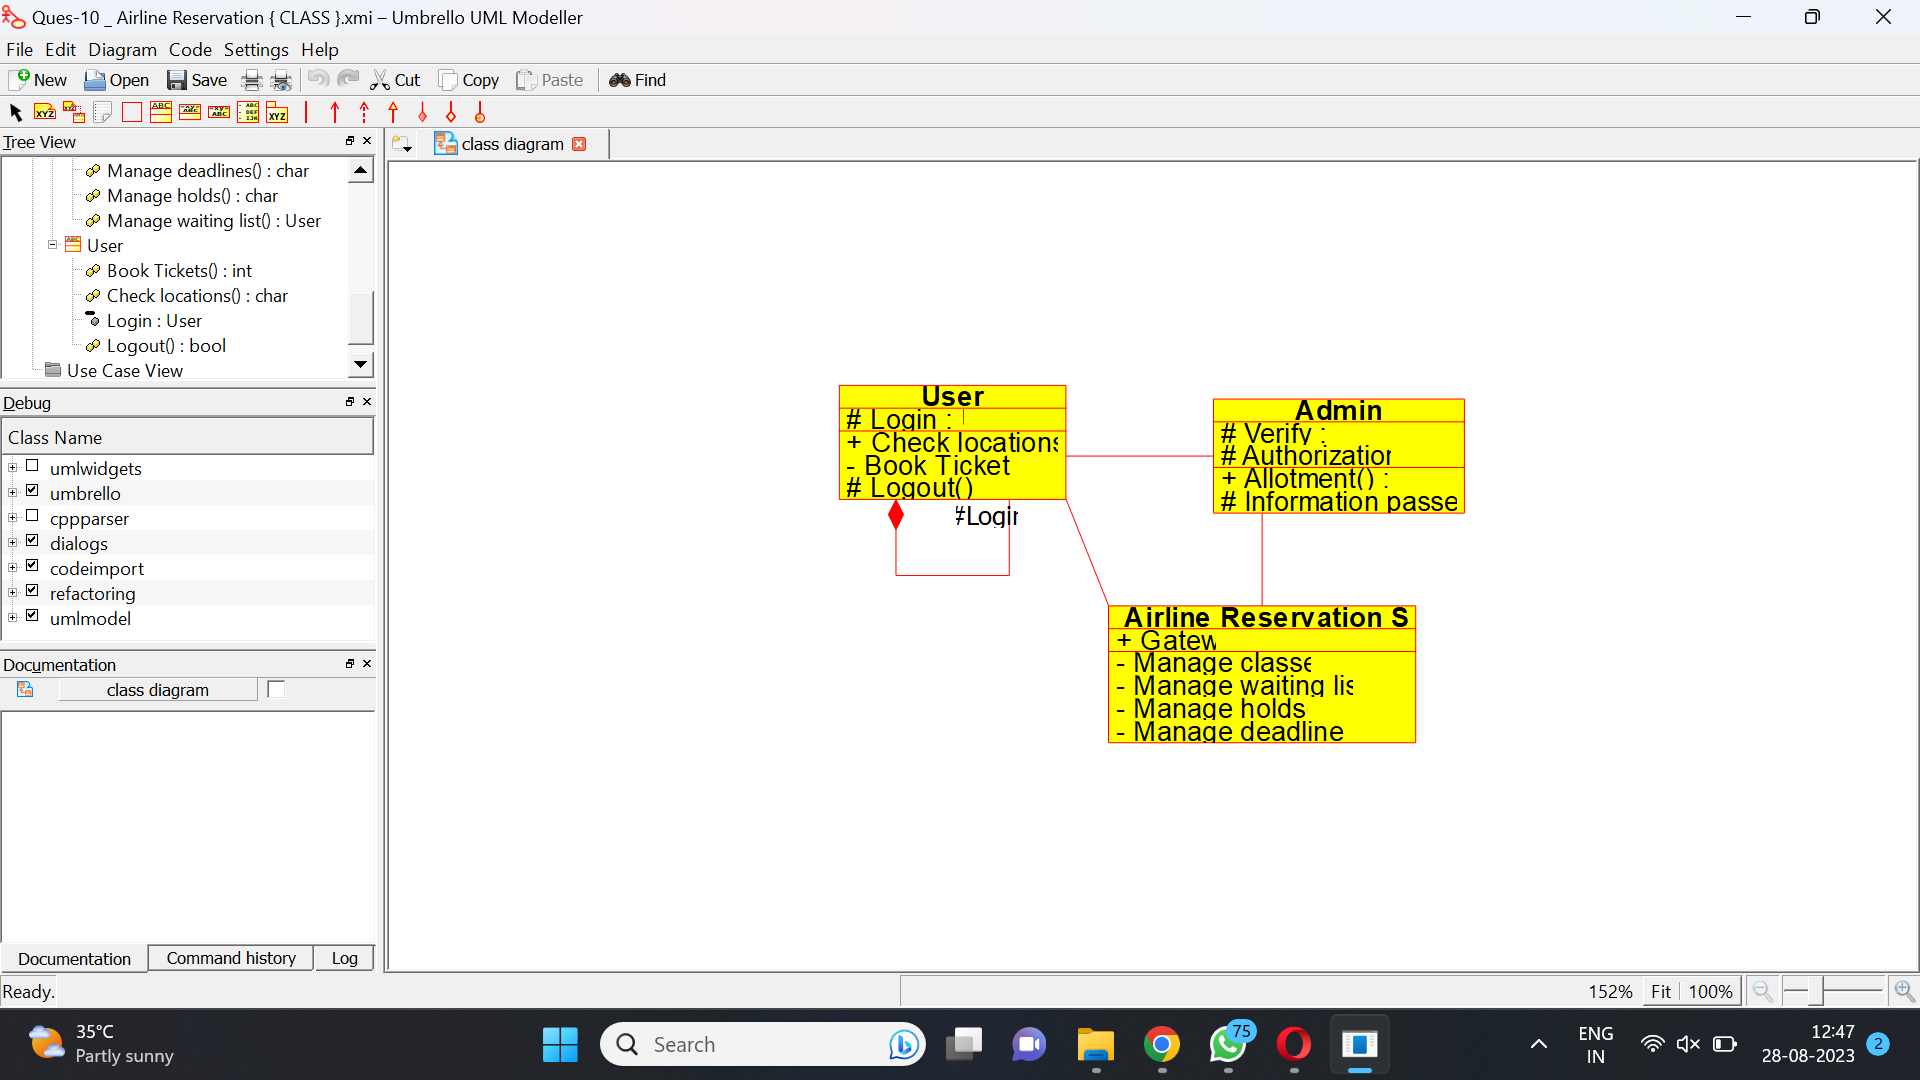 Ques-10 _ Airline Reservation { CLASS }.xmi – Umbrello UML Modeller
File Edit Diagram Code Settings Help
New Open Save Cut Copy Paste Find
Tree View
class diagram
Manage deadlines() : char
Manage holds() : char
Manage waiting list() : User
User
Book Tickets() : int
Check locations() : char
Login : User
Logout() : bool
Use Case View
Debug
Class Name
umlwidgets
umbrello
cppparser
dialogs
codeimport
refactoring
umlmodel
Documentation
class diagram
User
# Login :
+ Check locations
- Book Ticket
# Logout()
#Login
Admin
# Verify :
# Authorization
+ Allotment() :
# Information passe
Airline Reservation S
+ Gatew
- Manage classe
- Manage waiting lis
- Manage holds
- Manage deadline
Documentation Command history Log
Ready.
152% Fit 100%
35°C
Partly sunny
Search
75
ENG
IN
12:47
28-08-2023
2